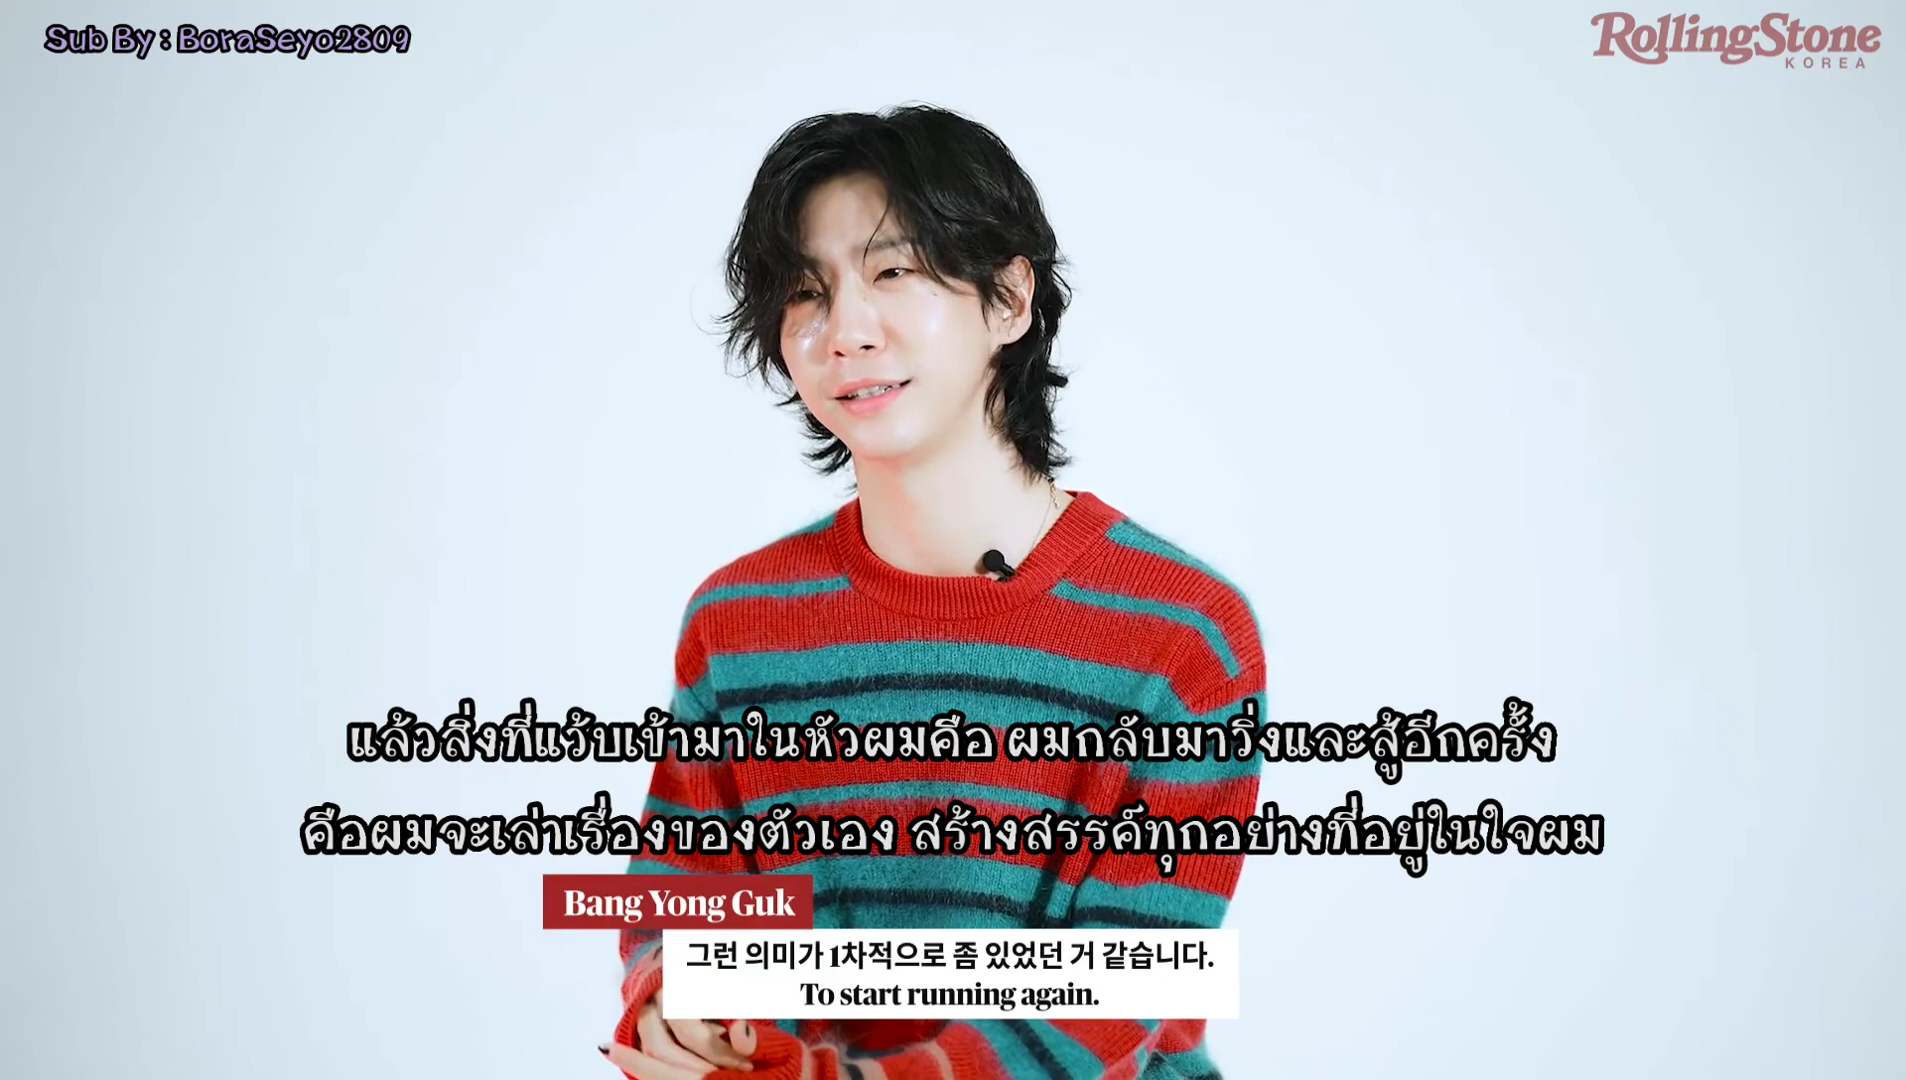 Sub By : BoraSeyo2809
RollingStone
KOREA
แล้วสิ่งที่แว้บเข้ามาในหัวผมคือ ผมกลับมาวิ่งและสู้อีกครั้ง
คือผมจะเล่าเรื่องของตัวเอง สร้างสรรค์ทุกอย่างที่อยู่ในใจผม
Bang Yong Guk
그런 의미가 1차적으로 좀 있었던 거 같습니다.
To start running again.